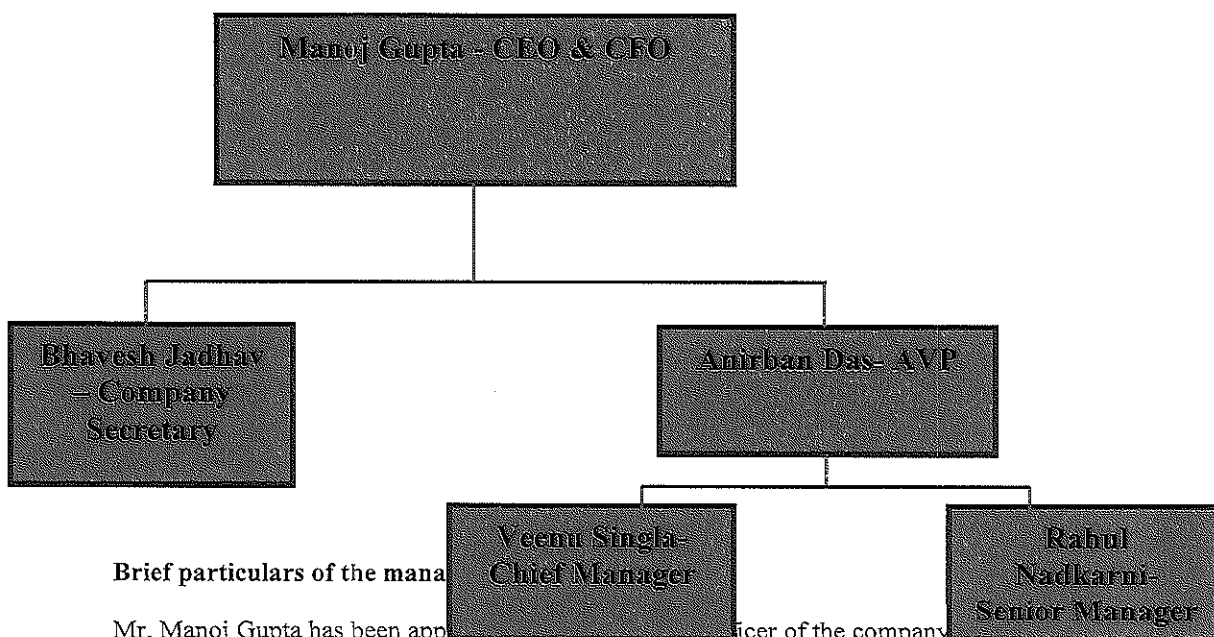 Manoj Gupta - CEO & CFO
Bhavesh Jadhav
– Company
Secretary
Anirban Das- AVP
Veenu Singla-
Chief Manager
Rahul
Nadkarni-
Senior Manager
Brief particulars of the mana
Mr. Manoj Gupta has been app icer of the company